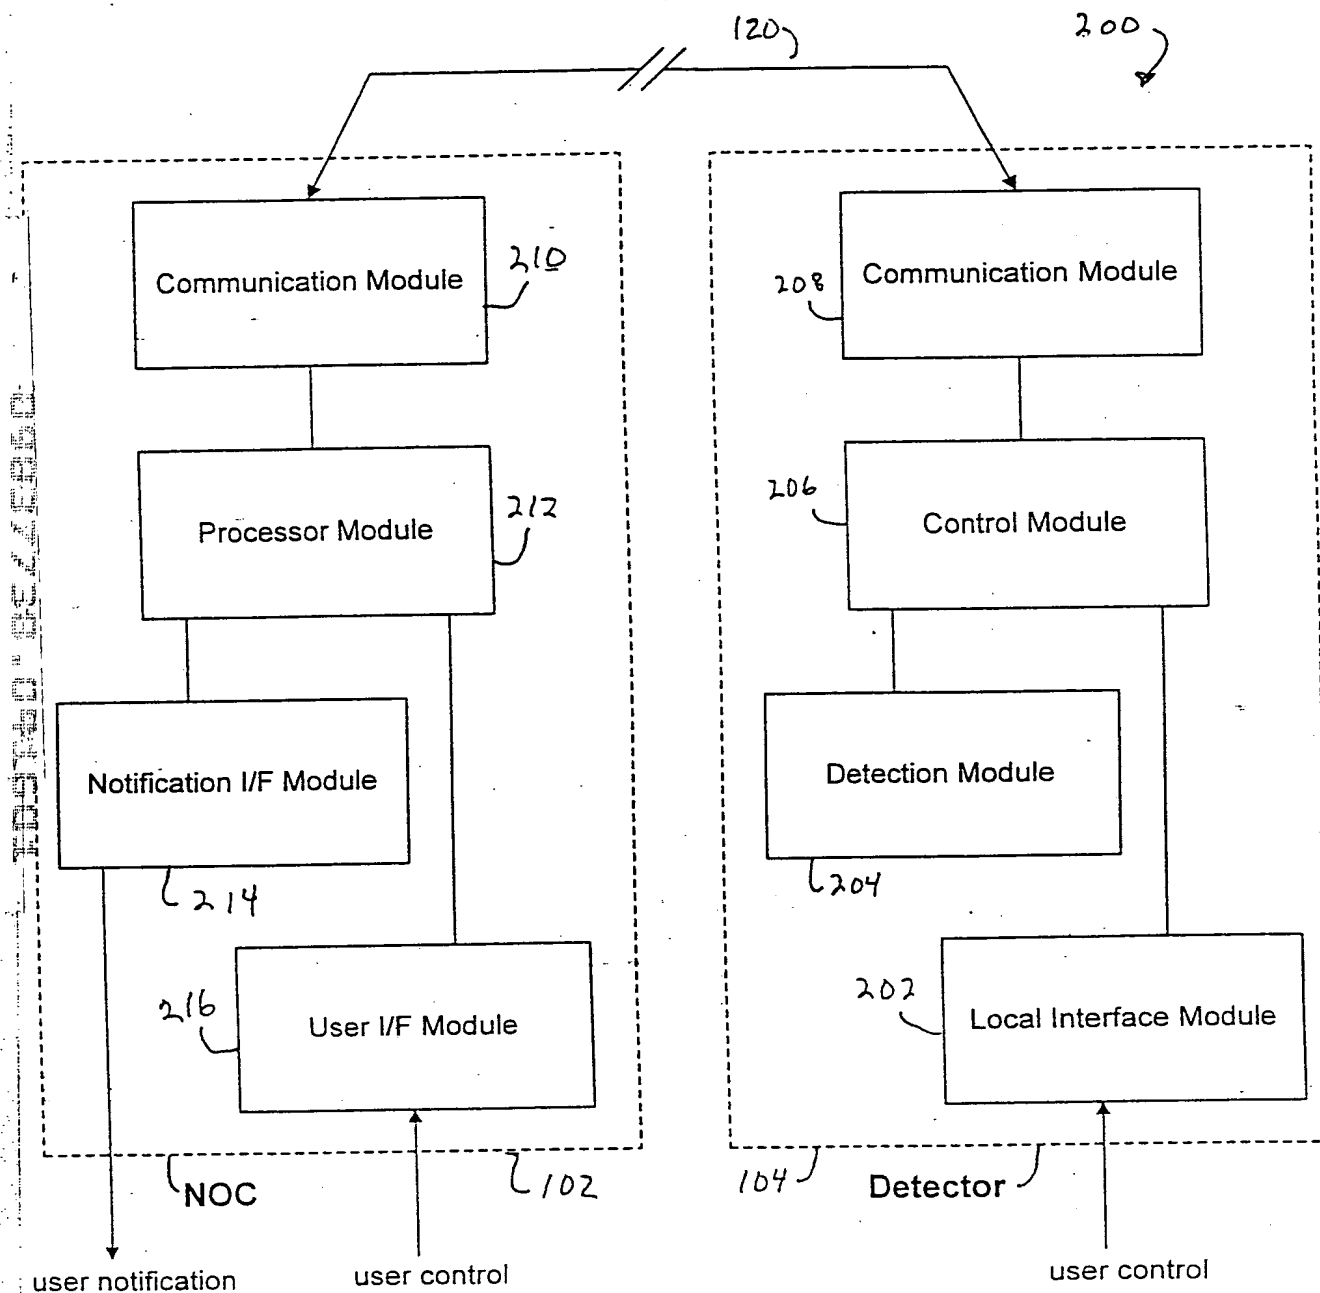 120
200
Communication Module
210
Communication Module
208
Processor Module
212
206
Control Module
Notification I/F Module
214
Detection Module
204
216
User I/F Module
202
Local Interface Module
NOC
102
104
Detector
user notification
user control
user control